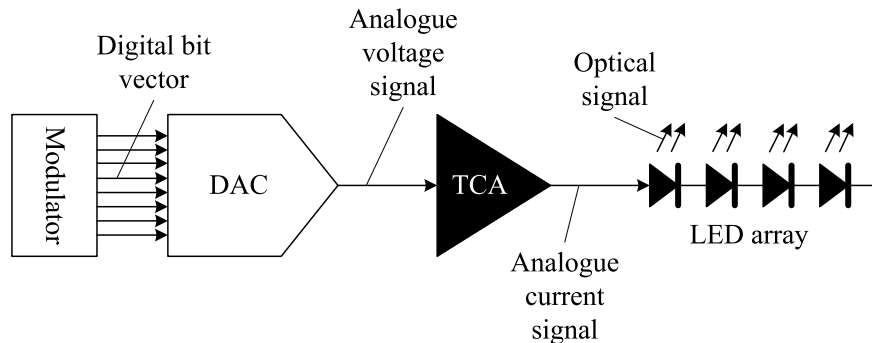 Digital bit
vector
Analogue
voltage
signal
Optical
signal
Modulator
DAC
TCA
LED array
Analogue
current
signal